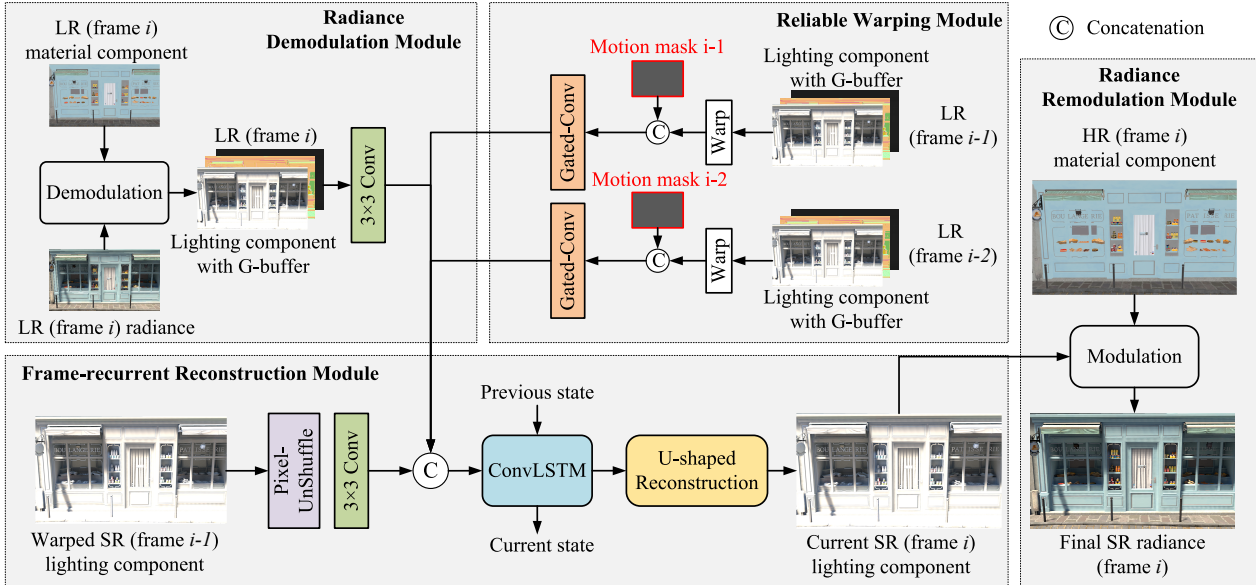 Radiance
Demodulation Module
LR (frame i)
material component
Demodulation
LR (frame i)
Lighting component
with G-buffer
3×3 Conv
LR (frame i) radiance
Reliable Warping Module
Motion mask i-1
Lighting component
with G-buffer
LR
(frame i-1)
Gated-Conv
C
Warp
Motion mask i-2
LR
(frame i-2)
Gated-Conv
C
Warp
Lighting component
with G-buffer
C Concatenation
Radiance
Remodulation Module
HR (frame i)
material component
Modulation
Final SR radiance
(frame i)
Frame-recurrent Reconstruction Module
Warped SR (frame i-1)
lighting component
Pixel-
UnShuffle
3×3 Conv
C
Previous state
ConvLSTM
Current state
U-shaped
Reconstruction
Current SR (frame i)
lighting component